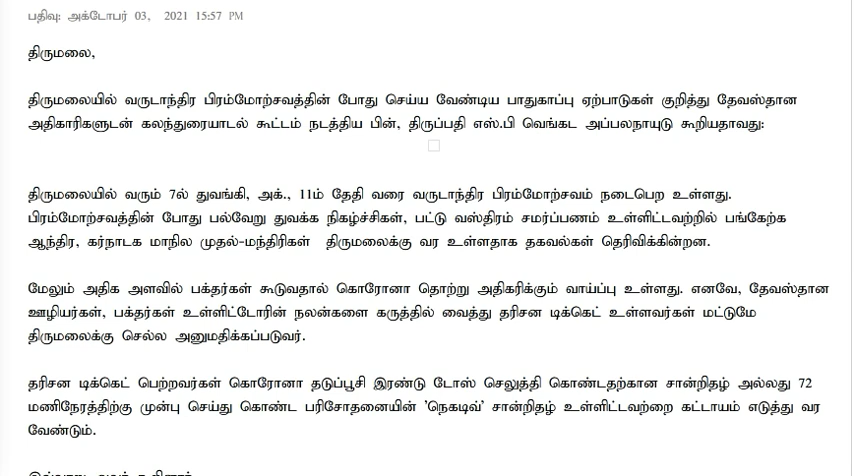 பதிவு: அக்டோபர் 03, 2021 15:57 PM
திருமலை,
திருமலையில் வருடாந்திர பிரம்மோற்சவத்தின் போது செய்ய வேண்டிய பாதுகாப்பு ஏற்பாடுகள் குறித்து தேவஸ்தான
அதிகாரிகளுடன் கலந்துரையாடல் கூட்டம் நடத்திய பின், திருப்பதி எஸ்.பி வெங்கட அப்பலநாயுடு கூறியதாவது:
திருமலையில் வரும் 7ல் துவங்கி, அக்., 11ம் தேதி வரை வருடாந்திர பிரம்மோற்சவம் நடைபெற உள்ளது.
பிரம்மோற்சவத்தின் போது பல்வேறு துவக்க நிகழ்ச்சிகள், பட்டு வஸ்திரம் சமர்ப்பணம் உள்ளிட்டவற்றில் பங்கேற்க
ஆந்திர, கர்நாடக மாநில முதல்-மந்திரிகள் திருமலைக்கு வர உள்ளதாக தகவல்கள் தெரிவிக்கின்றன.
மேலும் அதிக அளவில் பக்தர்கள் கூடுவதால் கொரோனா தொற்று அதிகரிக்கும் வாய்ப்பு உள்ளது. எனவே, தேவஸ்தான
ஊழியர்கள், பக்தர்கள் உள்ளிட்டோரின் நலன்களை கருத்தில் வைத்து தரிசன டிக்கெட் உள்ளவர்கள் மட்டுமே
திருமலைக்கு செல்ல அனுமதிக்கப்படுவர்.
தரிசன டிக்கெட் பெற்றவர்கள் கொரோனா தடுப்பூசி இரண்டு டோஸ் செலுத்தி கொண்டதற்கான சான்றிதழ் அல்லது 72
மணிநேரத்திற்கு முன்பு செய்து கொண்ட பரிசோதனையின் 'நெகடிவ்' சான்றிதழ் உள்ளிட்டவற்றை கட்டாயம் எடுத்து வர
வேண்டும்.